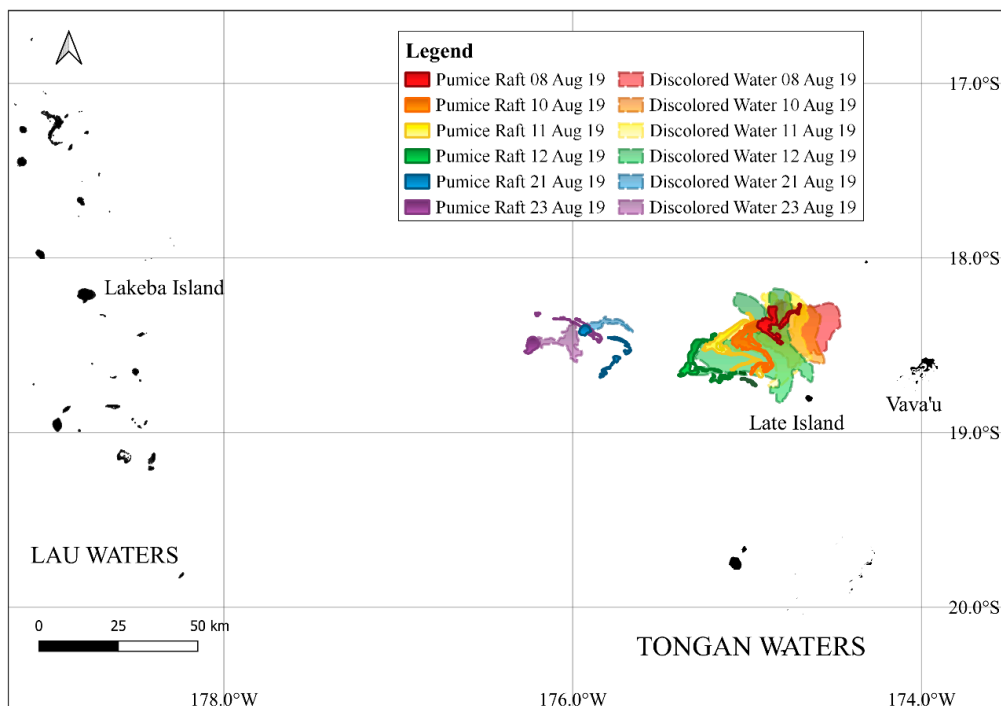 Legend
Pumice Raft 08 Aug 19 Discolored Water 08 Aug 19
Pumice Raft 10 Aug 19 Discolored Water 10 Aug 19
Pumice Raft 11 Aug 19 Discolored Water 11 Aug 19
Pumice Raft 12 Aug 19 Discolored Water 12 Aug 19
Pumice Raft 21 Aug 19 Discolored Water 21 Aug 19
Pumice Raft 23 Aug 19 Discolored Water 23 Aug 19
17.0°S
18.0°S
Lakeba Island
Vava'u
Late Island
19.0°S
LAU WATERS
20.0°S
0 25 50 km
TONGAN WATERS
178.0°W 176.0°W 174.0°W